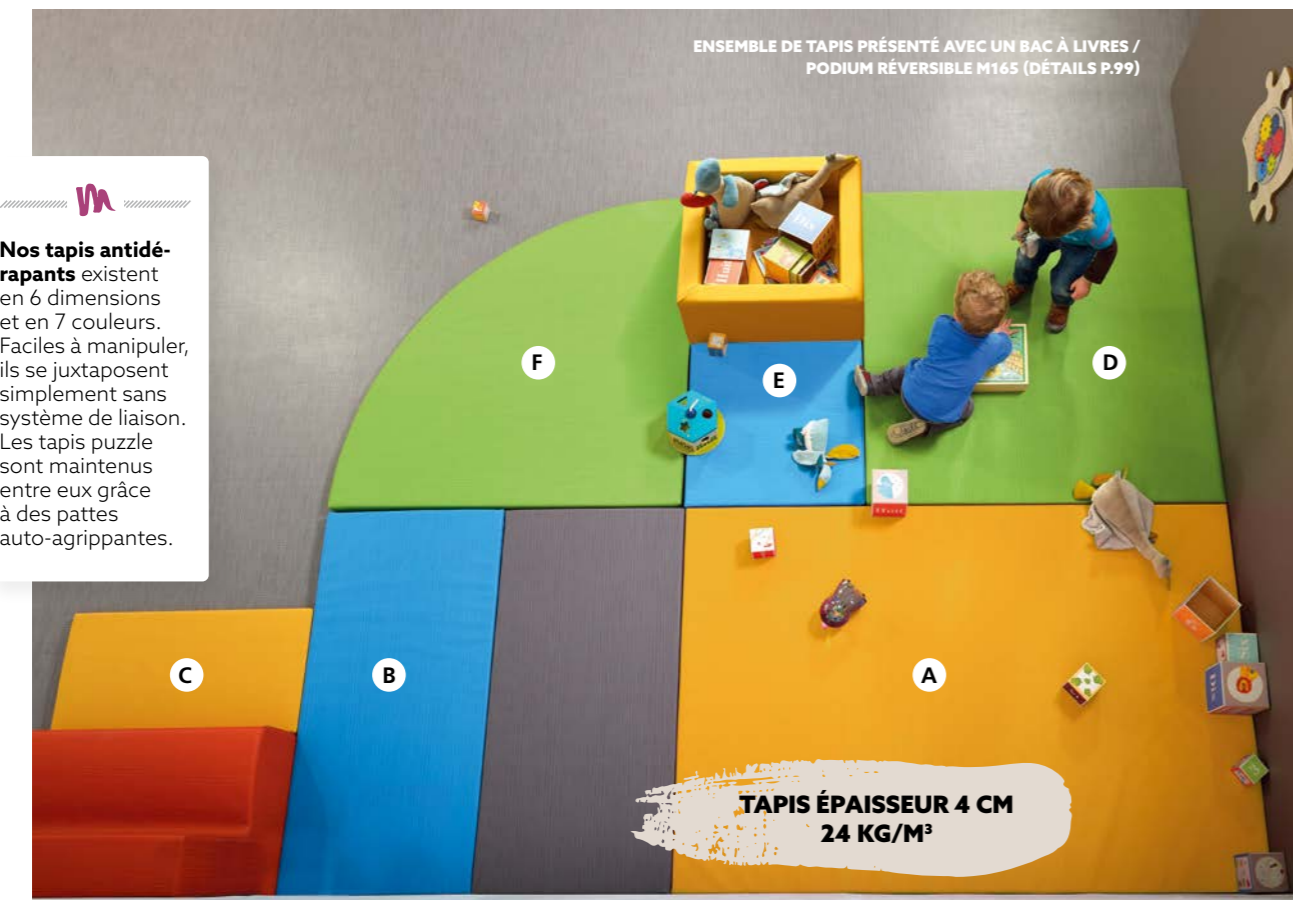 ENSEMBLE DE TAPIS PRÉSENTÉ AVEC UN BAC À LIVRES /
PODIUM RÉVERSIBLE M165 (DÉTAILS P.99)
Nos tapis antidé-
rapants existent
en 6 dimensions
et en 7 couleurs.
Faciles à manipuler,
ils se juxtaposent
simplement sans
système de liaison.
Les tapis puzzle
sont maintenus
entre eux grâce
à des pattes
auto-agrippantes.
F
E
D
C
B
A
TAPIS ÉPAISSEUR 4 CM
24 KG/M³